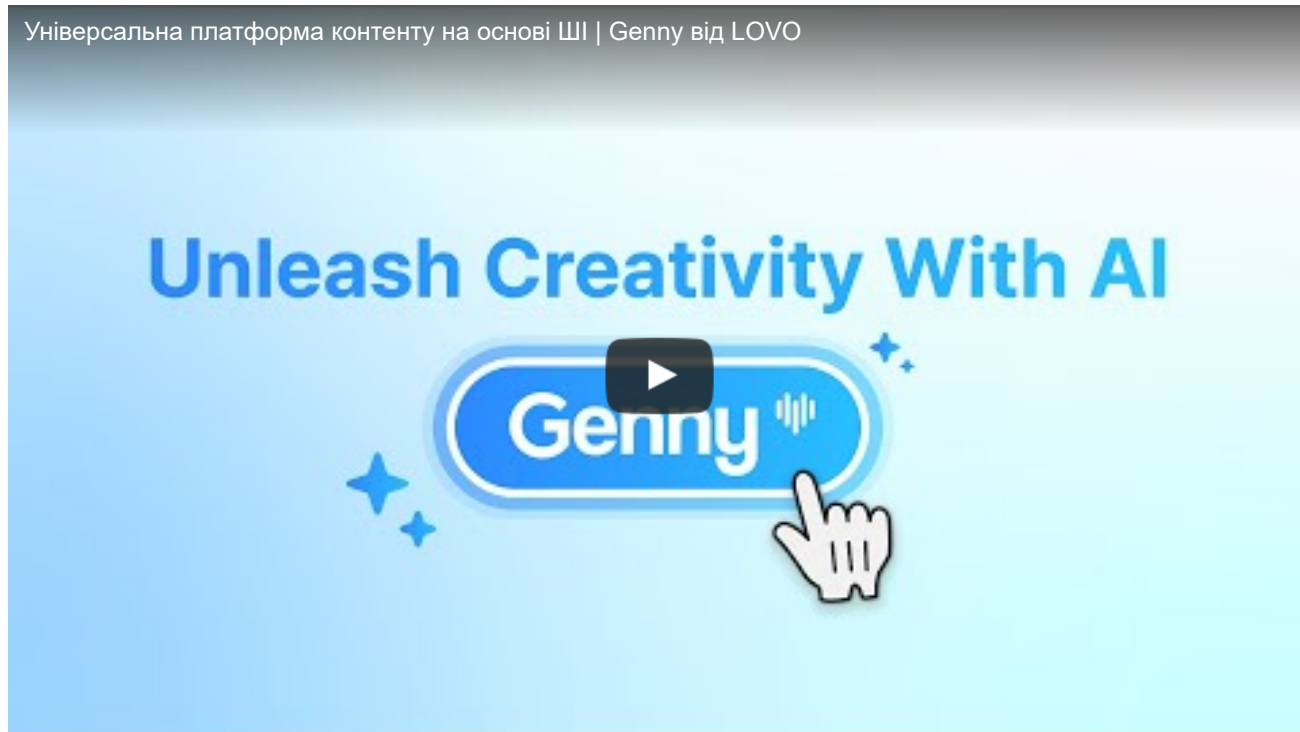 Універсальна платформа контенту на основі ШІ | Genny від LOVO
Unleash Creativity With AI
Genny